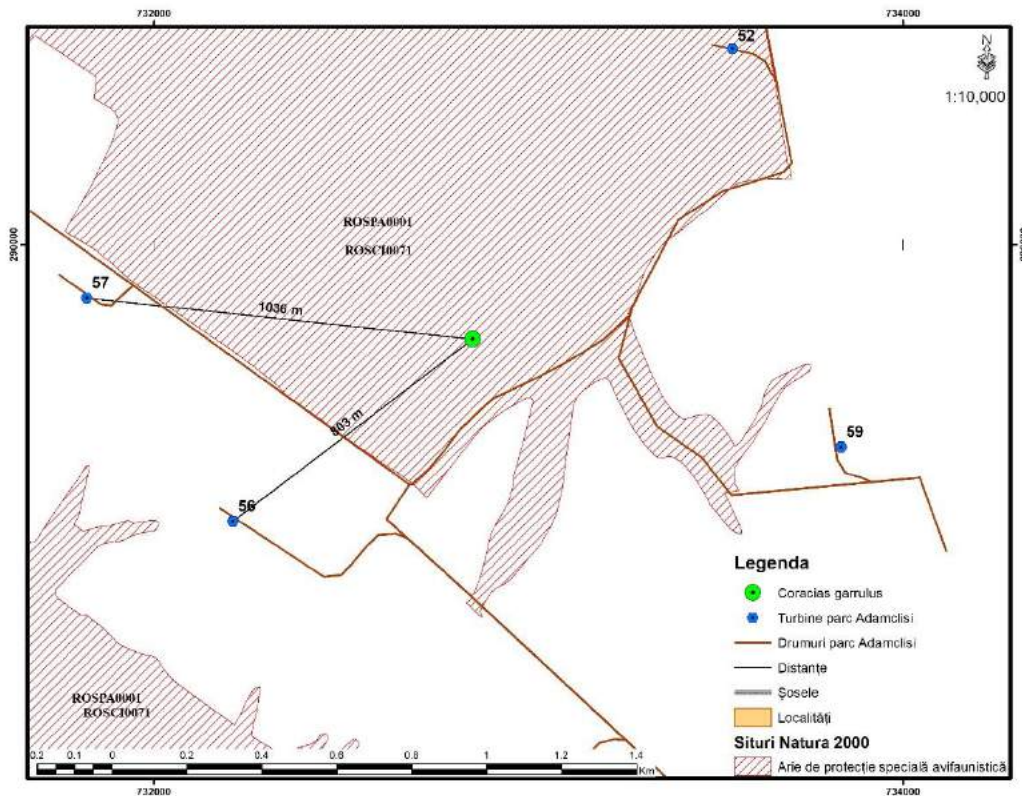 732000
734000
52
N
1:10,000
ROSPA0001
ROSCI0071
290000
57
1036 m
803 m
59
56
Legenda
Coracias garrulus
Turbine parc Adamclisi
Drumuri parc Adamclisi
Distanțe
Șosele
Localități
Situri Natura 2000
Arie de protecție specială avifaunistică
ROSPA0001
ROSCI0071
0.2 0.1 0 0.2 0.4 0.6 0.8 1 1.2 1.4
Km
732000
734000